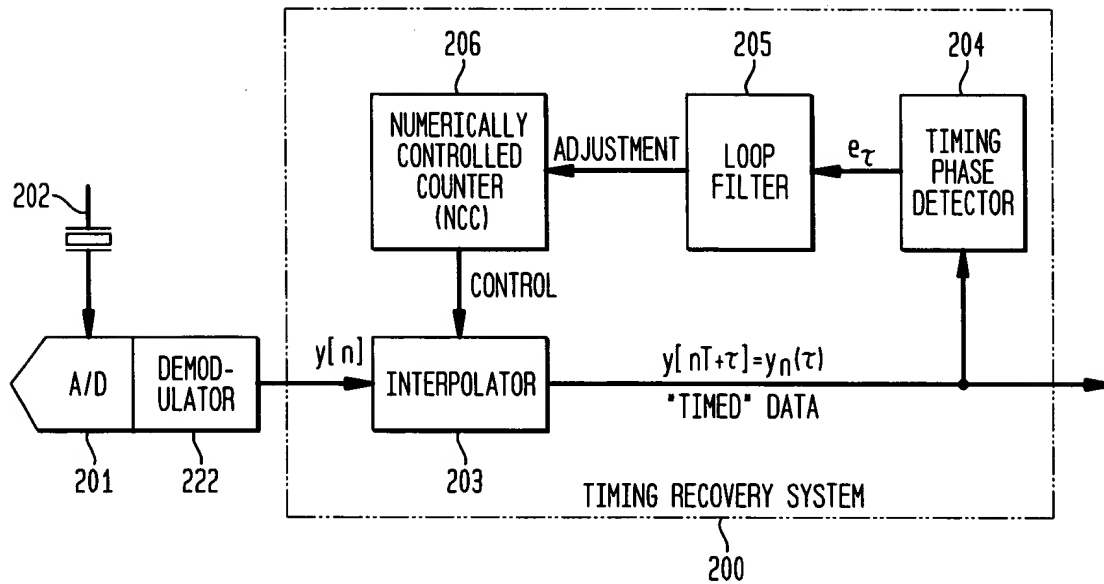 206
205
204
NUMERICALLY
CONTROLLED
COUNTER
(NCC)
ADJUSTMENT
LOOP
FILTER
eτ
TIMING
PHASE
DETECTOR
202
CONTROL
A/D
DEMOD-
ULATOR
y[n]
INTERPOLATOR
y[nT+τ]=yn(τ)
"TIMED" DATA
201
222
203
TIMING RECOVERY SYSTEM
200